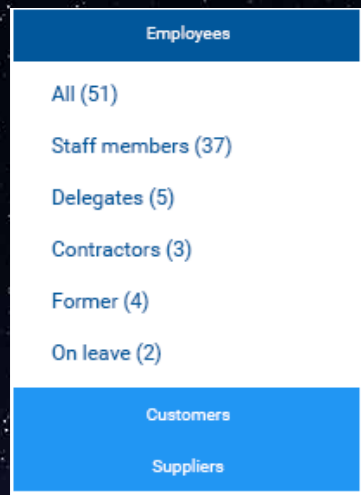 Employees
All (51)
Staff members (37)
Delegates (5)
Contractors (3)
Former (4)
On leave (2)
Customers
Suppliers